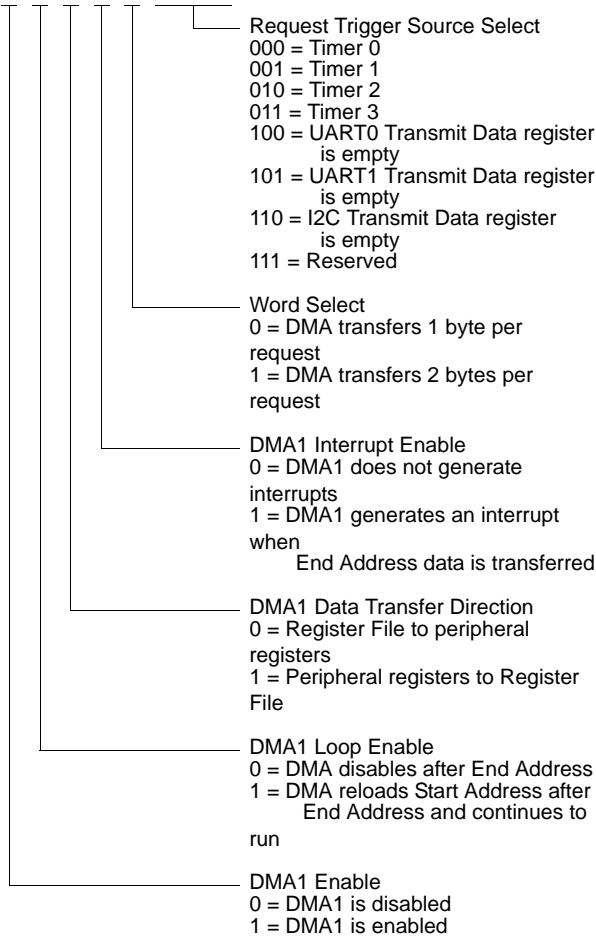 Request Trigger Source Select
000 = Timer 0
001 = Timer 1
010 = Timer 2
011 = Timer 3
100 = UART0 Transmit Data register
is empty
101 = UART1 Transmit Data register
is empty
110 = I2C Transmit Data register
is empty
111 = Reserved
Word Select
0 = DMA transfers 1 byte per
request
1 = DMA transfers 2 bytes per
request
DMA1 Interrupt Enable
0 = DMA1 does not generate
interrupts
1 = DMA1 generates an interrupt
when
End Address data is transferred
DMA1 Data Transfer Direction
0 = Register File to peripheral
registers
1 = Peripheral registers to Register
File
DMA1 Loop Enable
0 = DMA disables after End Address
1 = DMA reloads Start Address after
End Address and continues to
run
DMA1 Enable
0 = DMA1 is disabled
1 = DMA1 is enabled